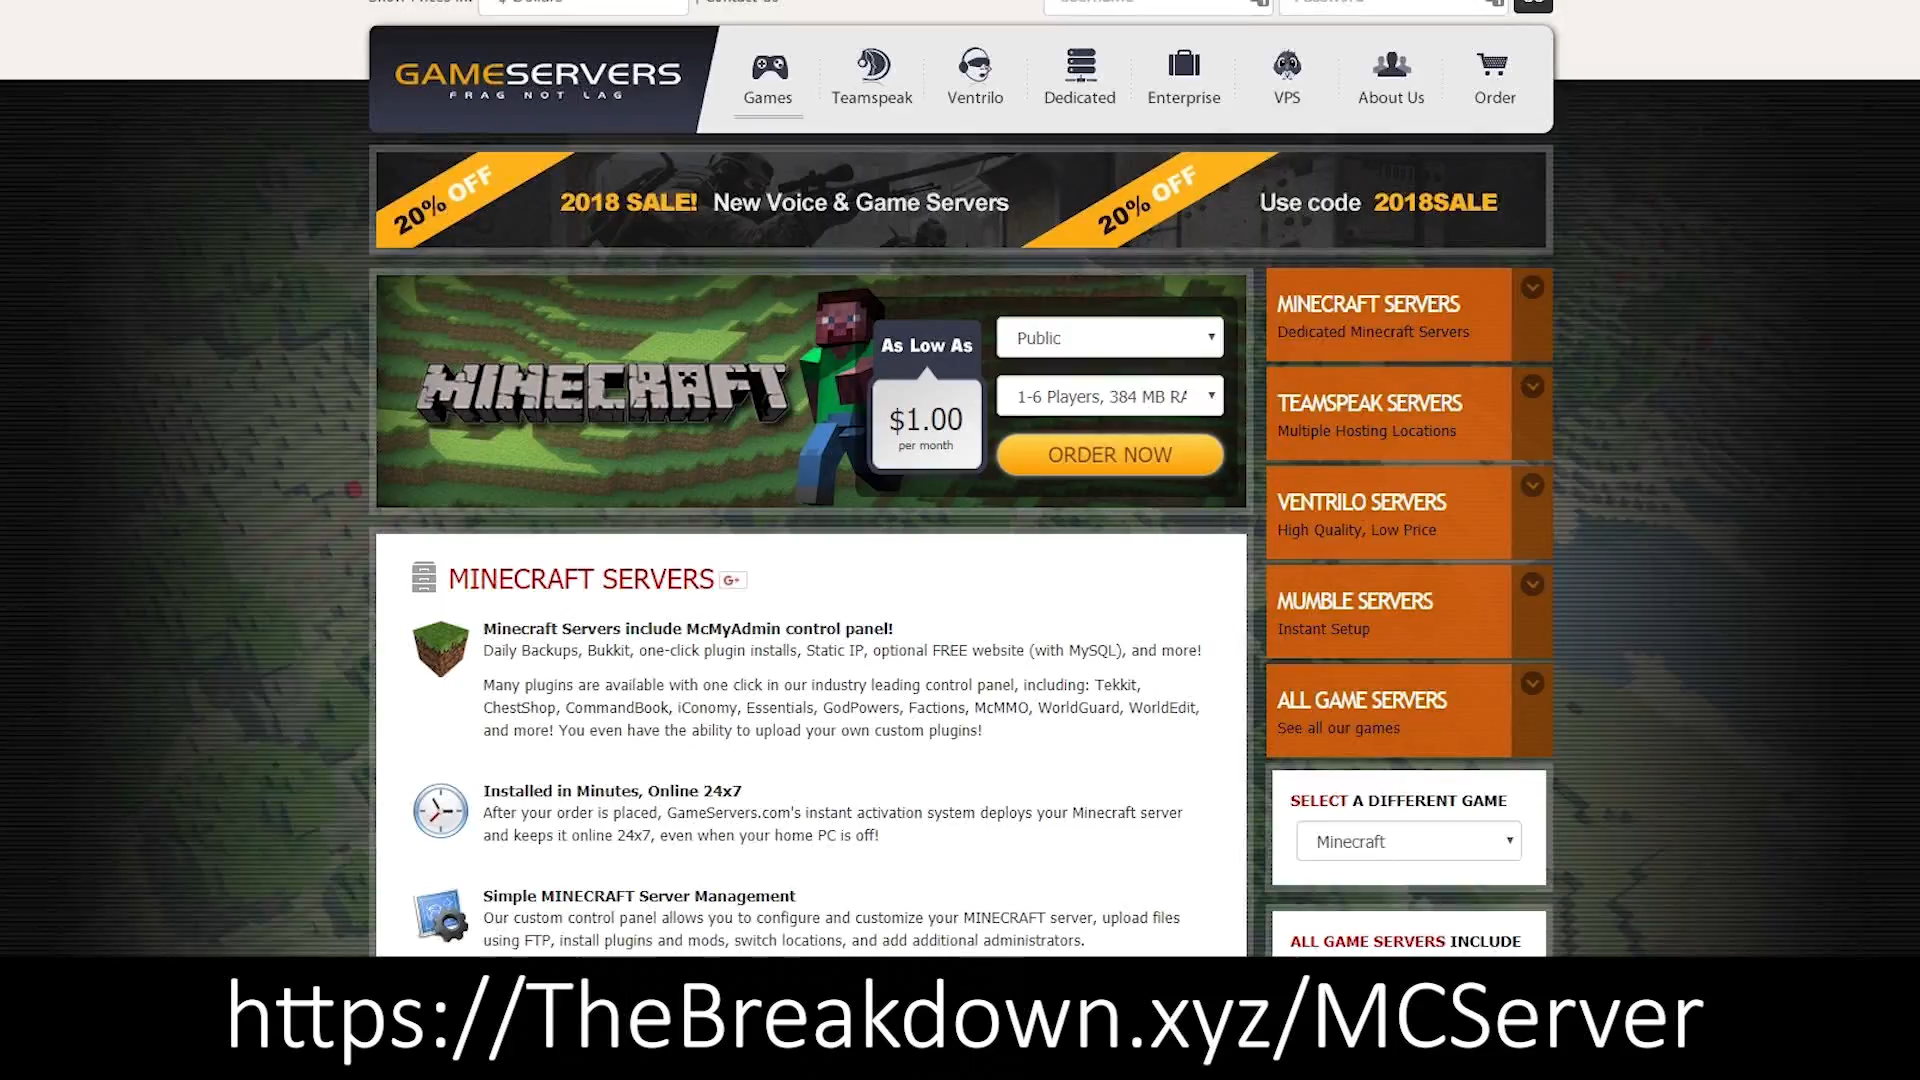 Show Prices In: $ Dollars | Contact Us Username Password
GAMESERVERS
FRAG NOT LAG
Games Teamspeak Ventrilo Dedicated Enterprise VPS About Us Order
20% OFF 2018 SALE! New Voice & Game Servers 20% OFF Use code 2018SALE
MINECRAFT
As Low As
$1.00
per month
Public
1-6 Players, 384 MB RA
ORDER NOW
MINECRAFT SERVERS
Dedicated Minecraft Servers
TEAMSPEAK SERVERS
Multiple Hosting Locations
VENTRILO SERVERS
High Quality, Low Price
MUMBLE SERVERS
Instant Setup
ALL GAME SERVERS
See all our games
SELECT A DIFFERENT GAME
Minecraft
ALL GAME SERVERS INCLUDE
MINECRAFT SERVERS G+
Minecraft Servers include McMyAdmin control panel!
Daily Backups, Bukkit, one-click plugin installs, Static IP, optional FREE website (with MySQL), and more!
Many plugins are available with one click in our industry leading control panel, including: Tekkit,
ChestShop, CommandBook, iConomy, Essentials, GodPowers, Factions, McMMO, WorldGuard, WorldEdit,
and more! You even have the ability to upload your own custom plugins!
Installed in Minutes, Online 24x7
After your order is placed, GameServers.com's instant activation system deploys your Minecraft server
and keeps it online 24x7, even when your home PC is off!
Simple MINECRAFT Server Management
Our custom control panel allows you to configure and customize your MINECRAFT server, upload files
using FTP, install plugins and mods, switch locations, and add additional administrators.
https://TheBreakdown.xyz/MCServer